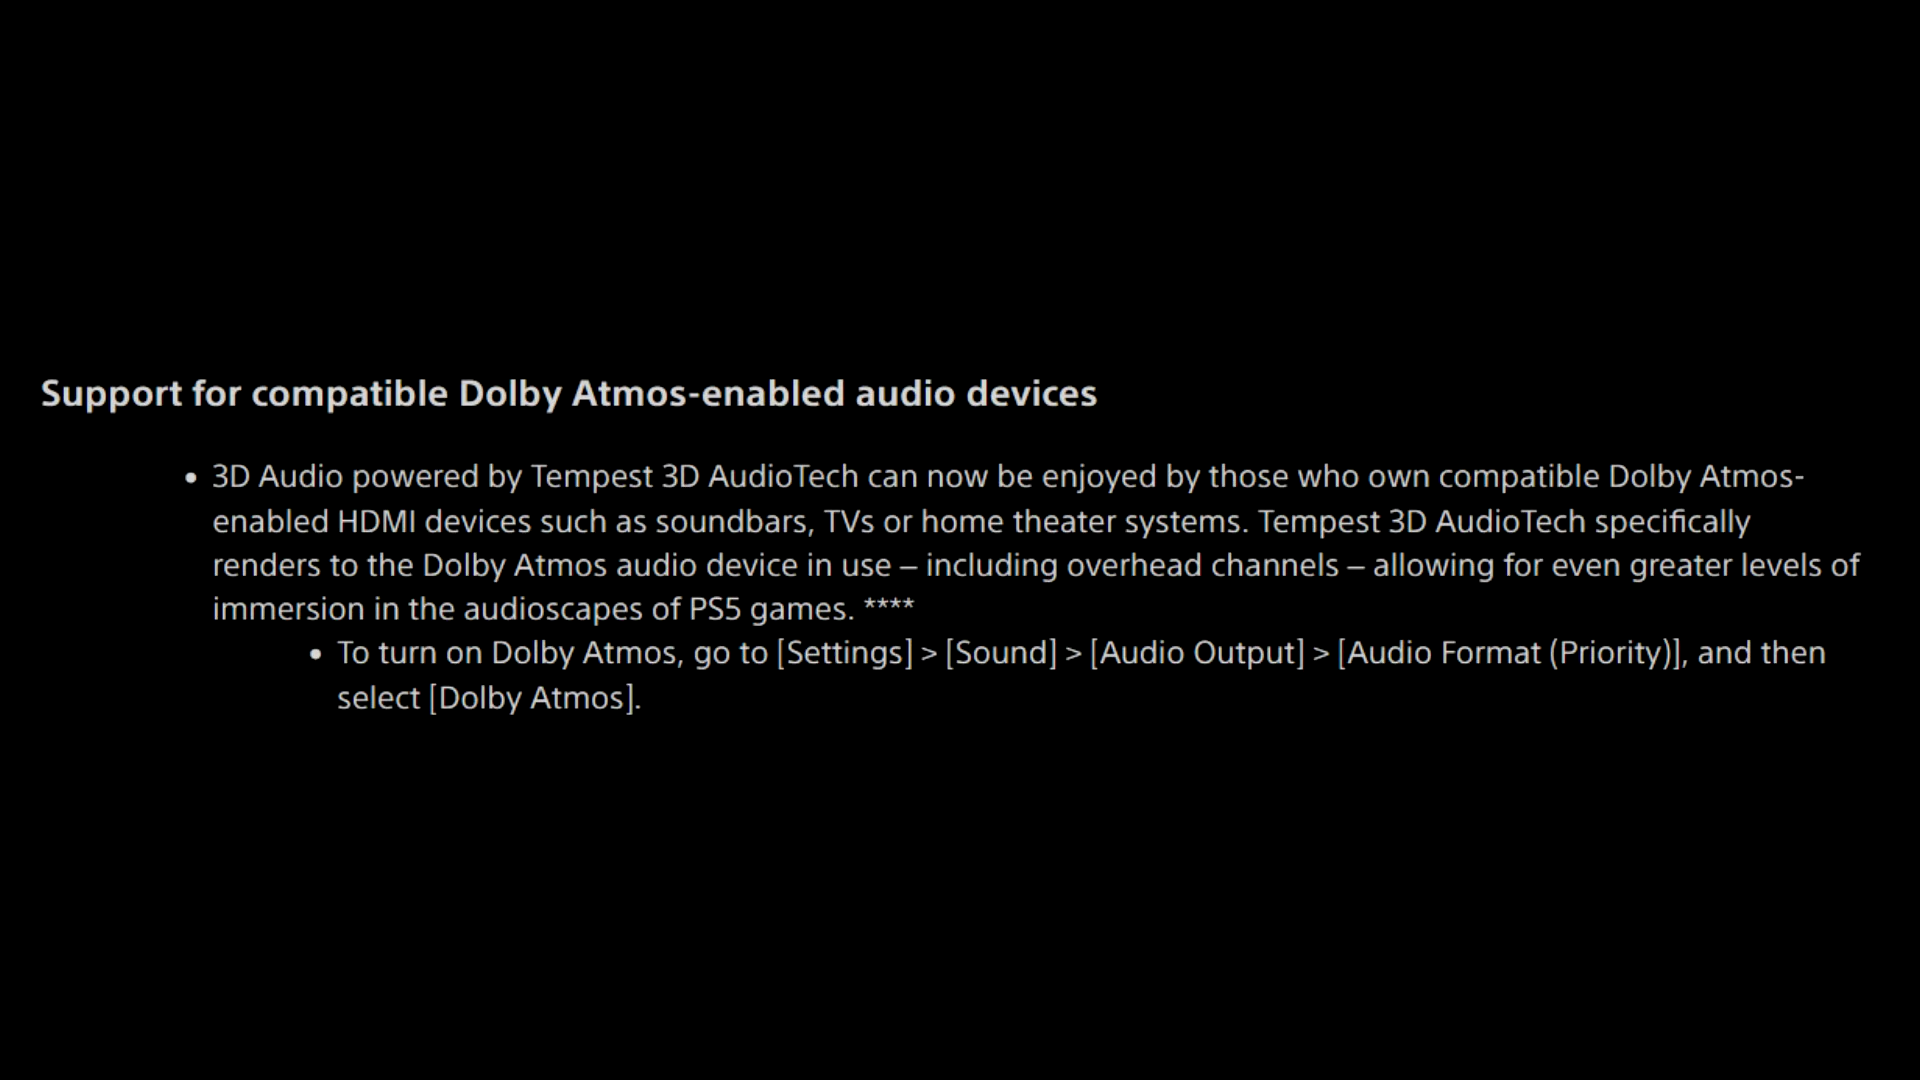 Support for compatible Dolby Atmos-enabled audio devices
• 3D Audio powered by Tempest 3D AudioTech can now be enjoyed by those who own compatible Dolby Atmos-
enabled HDMI devices such as soundbars, TVs or home theater systems. Tempest 3D AudioTech specifically
renders to the Dolby Atmos audio device in use – including overhead channels – allowing for even greater levels of
immersion in the audioscapes of PS5 games. ****
• To turn on Dolby Atmos, go to [Settings] > [Sound] > [Audio Output] > [Audio Format (Priority)], and then
select [Dolby Atmos].